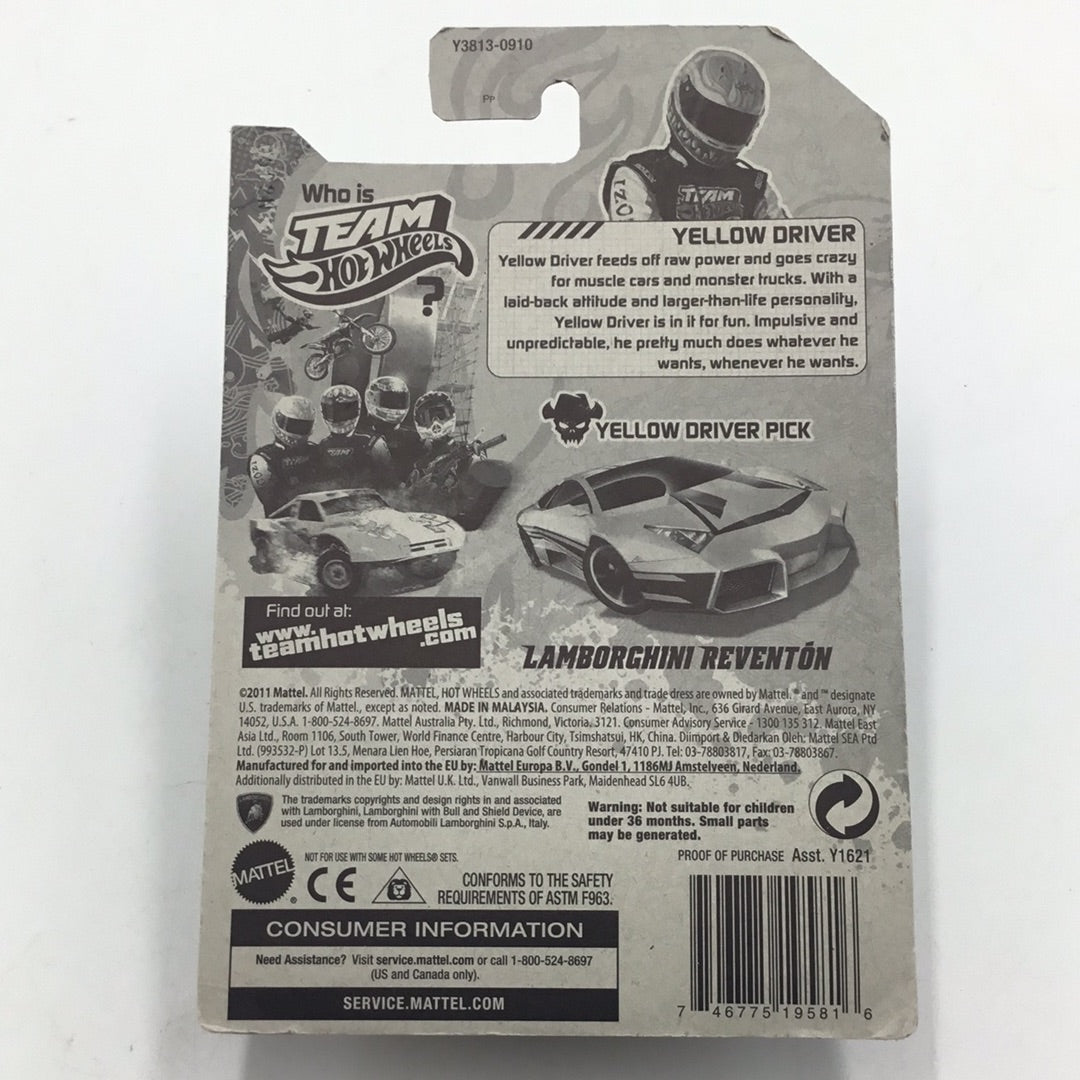 Y3813-0910
PP
Who is
TEAM
HOT WHEELS
?
TEAM
YELLOW DRIVER
Yellow Driver feeds off raw power and goes crazy
for muscle cars and monster trucks. With a
laid-back attitude and larger-than-life personality,
Yellow Driver is in it for fun. Impulsive and
unpredictable, he pretty much does whatever he
wants, whenever he wants.
YELLOW DRIVER PICK
Find out at:
www.
teamhotwheels
.com
LAMBORGHINI REVENTÓN
©2011 Mattel. All Rights Reserved. MATTEL, HOT WHEELS and associated trademarks and trade dress are owned by Mattel. ® and ™ designate
U.S. trademarks of Mattel., except as noted. MADE IN MALAYSIA. Consumer Relations - Mattel, Inc., 636 Girard Avenue, East Aurora, NY
14052, U.S.A. 1-800-524-8697. Mattel Australia Pty. Ltd., Richmond, Victoria. 3121. Consumer Advisory Service - 1300 135 312. Mattel East
Asia Ltd., Room 1106, South Tower, World Finance Centre, Harbour City, Tsimshatsui, HK, China. Diimport & Diedarkan Oleh: Mattel SEA Ptd
Ltd. (993532-P) Lot 13.5, Menara Lien Hoe, Persiaran Tropicana Golf Country Resort, 47410 PJ. Tel: 03-78803817, Fax: 03-78803867.
Manufactured for and imported into the EU by: Mattel Europa B.V., Gondel 1, 1186MJ Amstelveen, Nederland.
Additionally distributed in the EU by: Mattel U.K. Ltd., Vanwall Business Park, Maidenhead SL6 4UB.
The trademarks copyrights and design rights in and associated
with Lamborghini, Lamborghini with Bull and Shield Device, are
used under license from Automobili Lamborghini S.p.A., Italy.
Warning: Not suitable for children
under 36 months. Small parts
may be generated.
PROOF OF PURCHASE Asst. Y1621
MATTEL®
NOT FOR USE WITH SOME HOT WHEELS® SETS.
CE
CONFORMS TO THE SAFETY
REQUIREMENTS OF ASTM F963.
CONSUMER INFORMATION
Need Assistance? Visit service.mattel.com or call 1-800-524-8697
(US and Canada only).
SERVICE.MATTEL.COM
7 46775 19581 6